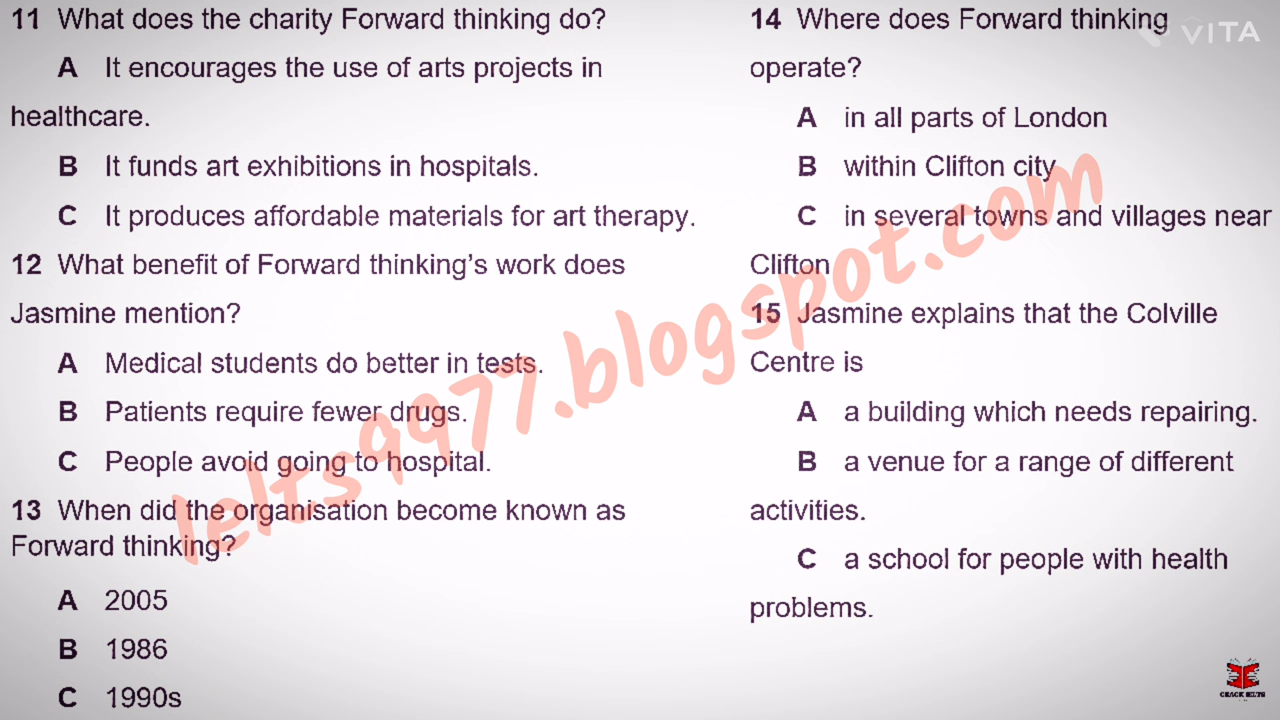 11 What does the charity Forward thinking do?
A It encourages the use of arts projects in
healthcare.
B It funds art exhibitions in hospitals.
C It produces affordable materials for art therapy.
12 What benefit of Forward thinking's work does
Jasmine mention?
A Medical students do better in tests.
B Patients require fewer drugs.
C People avoid going to hospital.
13 When did the organisation become known as
Forward thinking?
A 2005
B 1986
C 1990s
14 Where does Forward thinking
operate?
A in all parts of London
B within Clifton city
C in several towns and villages near
Clifton
15 Jasmine explains that the Colville
Centre is
A a building which needs repairing.
B a venue for a range of different
activities.
C a school for people with health
problems.
VITA
Ielts9977.blogspot.com
CRACK IELTS